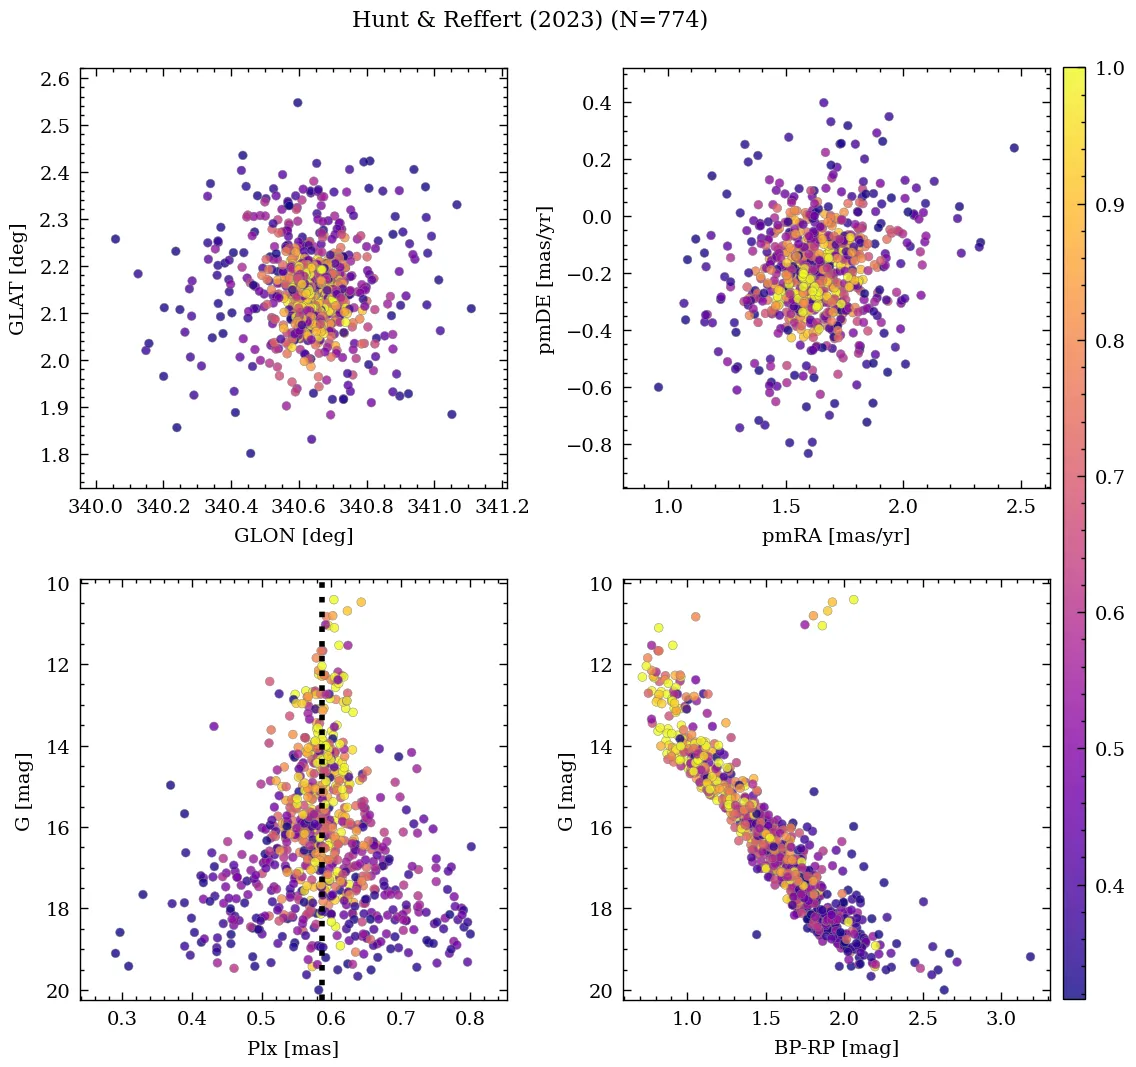 Hunt & Reffert (2023) (N=774)
2.6
2.5
2.4
2.3
2.2
2.1
2.0
1.9
1.8
GLAT [deg]
340.0 340.2 340.4 340.6 340.8 341.0 341.2
GLON [deg]
0.4
0.2
0.0
−0.2
−0.4
−0.6
−0.8
pmDE [mas/yr]
1.0 1.5 2.0 2.5
pmRA [mas/yr]
10
12
14
16
18
20
G [mag]
0.3 0.4 0.5 0.6 0.7 0.8
Plx [mas]
10
12
14
16
18
20
G [mag]
1.0 1.5 2.0 2.5 3.0
BP-RP [mag]
1.0
0.9
0.8
0.7
0.6
0.5
0.4